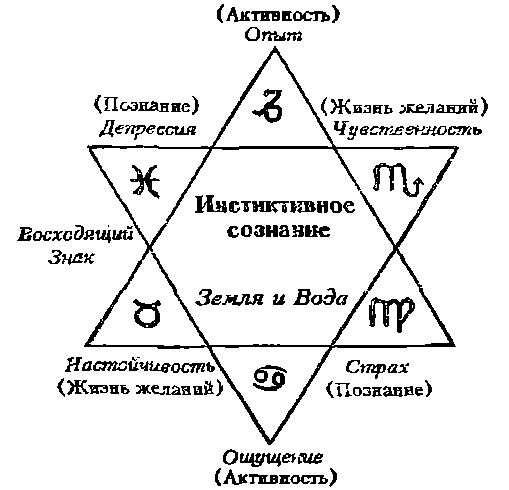 (Активность)
Опыт
♑
(Познание)
Депрессия
(Жизнь желаний)
Чувственность
♓
♏
Инстиктивное
сознание
Восходящий
Знак
Земля и Вода
♉
♍
Настойчивость
(Жизнь желаний)
♋
Страх
(Познание)
Ощущение
(Активность)